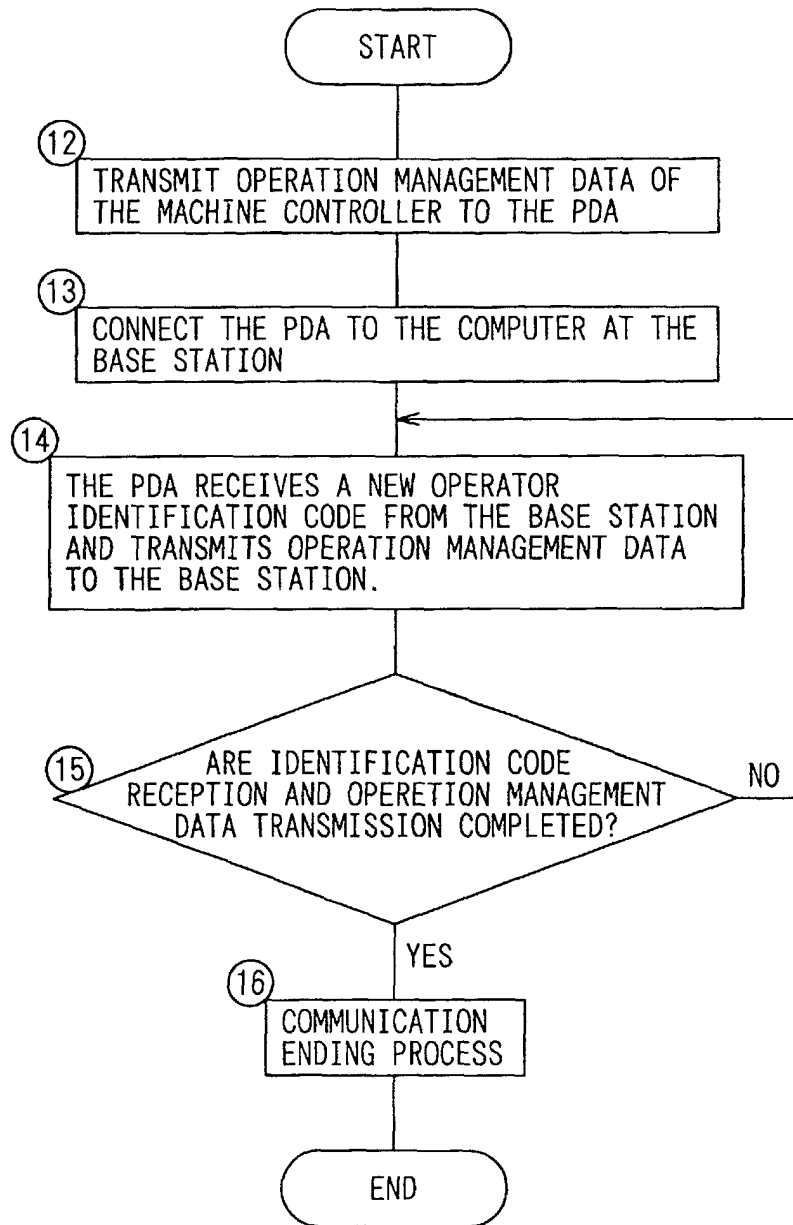 START
12
TRANSMIT OPERATION MANAGEMENT DATA OF
THE MACHINE CONTROLLER TO THE PDA
13
CONNECT THE PDA TO THE COMPUTER AT THE
BASE STATION
14
THE PDA RECEIVES A NEW OPERATOR
IDENTIFICATION CODE FROM THE BASE STATION
AND TRANSMITS OPERATION MANAGEMENT DATA
TO THE BASE STATION.
15
ARE IDENTIFICATION CODE
RECEPTION AND OPERETION MANAGEMENT
DATA TRANSMISSION COMPLETED?
NO
YES
16
COMMUNICATION
ENDING PROCESS
END